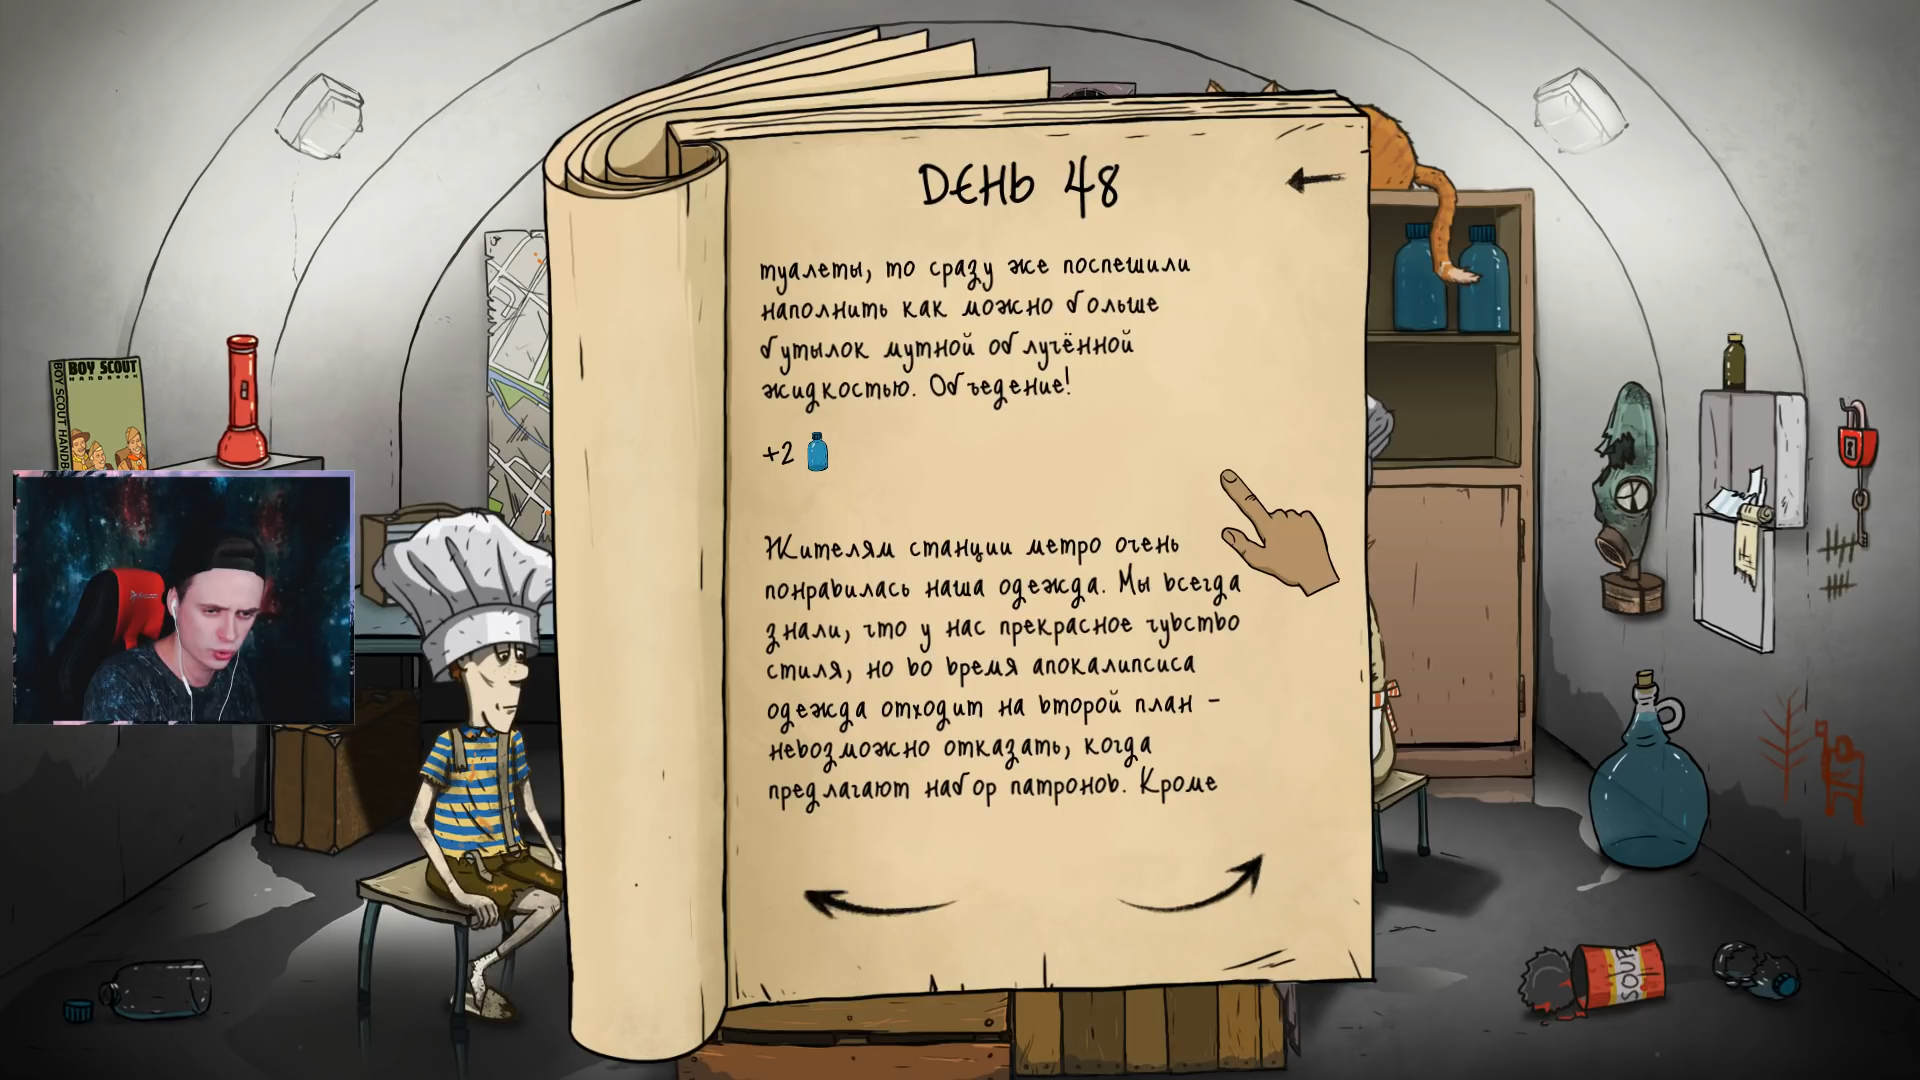 ДЕНЬ 48
туалеты, то сразу же поспешили
наполнить как можно больше
бутылок мутной облучённой
жидкостью. Объедение!
+2
Жителям станции метро очень
понравилась наша одежда. Мы всегда
знали, что у нас прекрасное чувство
стиля, но во время апокалипсиса
одежда отходит на второй план -
невозможно отказать, когда
предлагают набор патронов. Кроме
BOY SCOUT
HANDBOOK
BOY SCOUT HANDB
SOUP